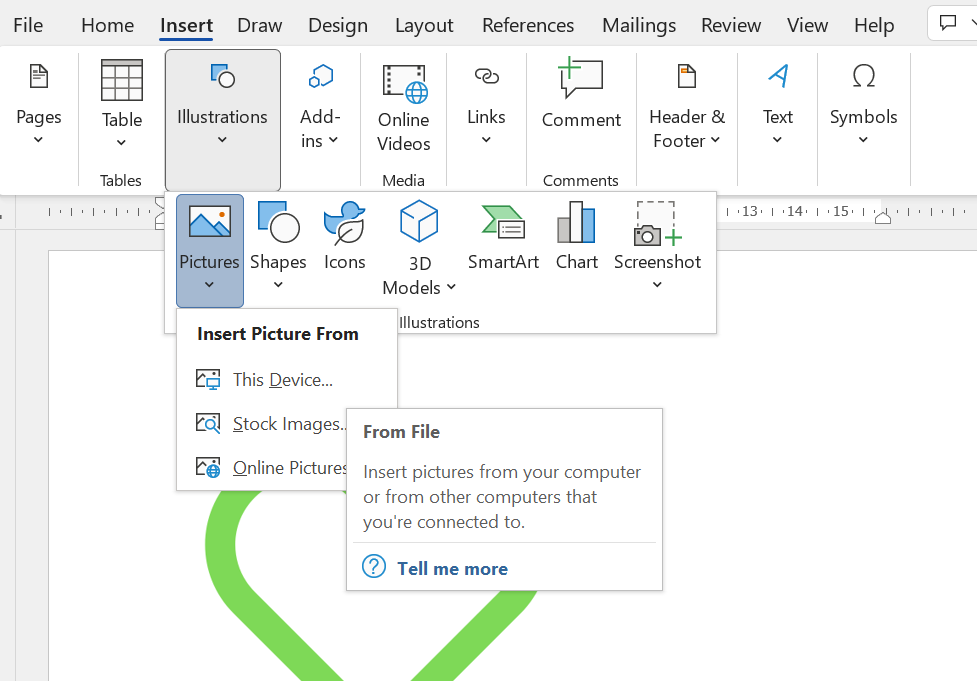 File Home Insert Draw Design Layout References Mailings Review View Help
Pages Table Illustrations Add-ins Online Videos Links Comment Header & Footer Text Symbols
Tables Media Comments
13 14 15
Pictures Shapes Icons 3D Models SmartArt Chart Screenshot
Illustrations
Insert Picture From
This Device...
Stock Images..
Online Pictures
From File
Insert pictures from your computer
or from other computers that
you're connected to.
Tell me more